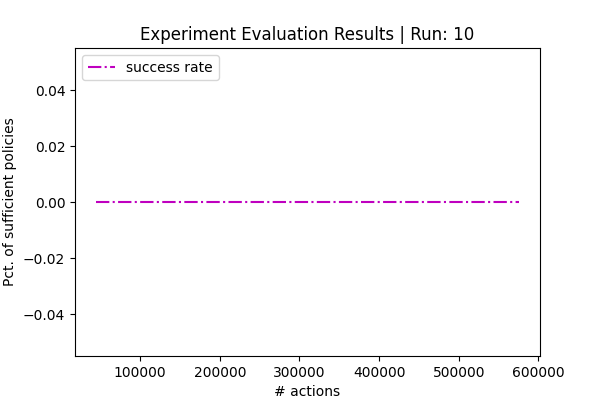 Experiment Evaluation Results | Run: 10
success rate
Pct. of sufficient policies
0.04
0.02
0.00
−0.02
−0.04
100000 200000 300000 400000 500000 600000
# actions